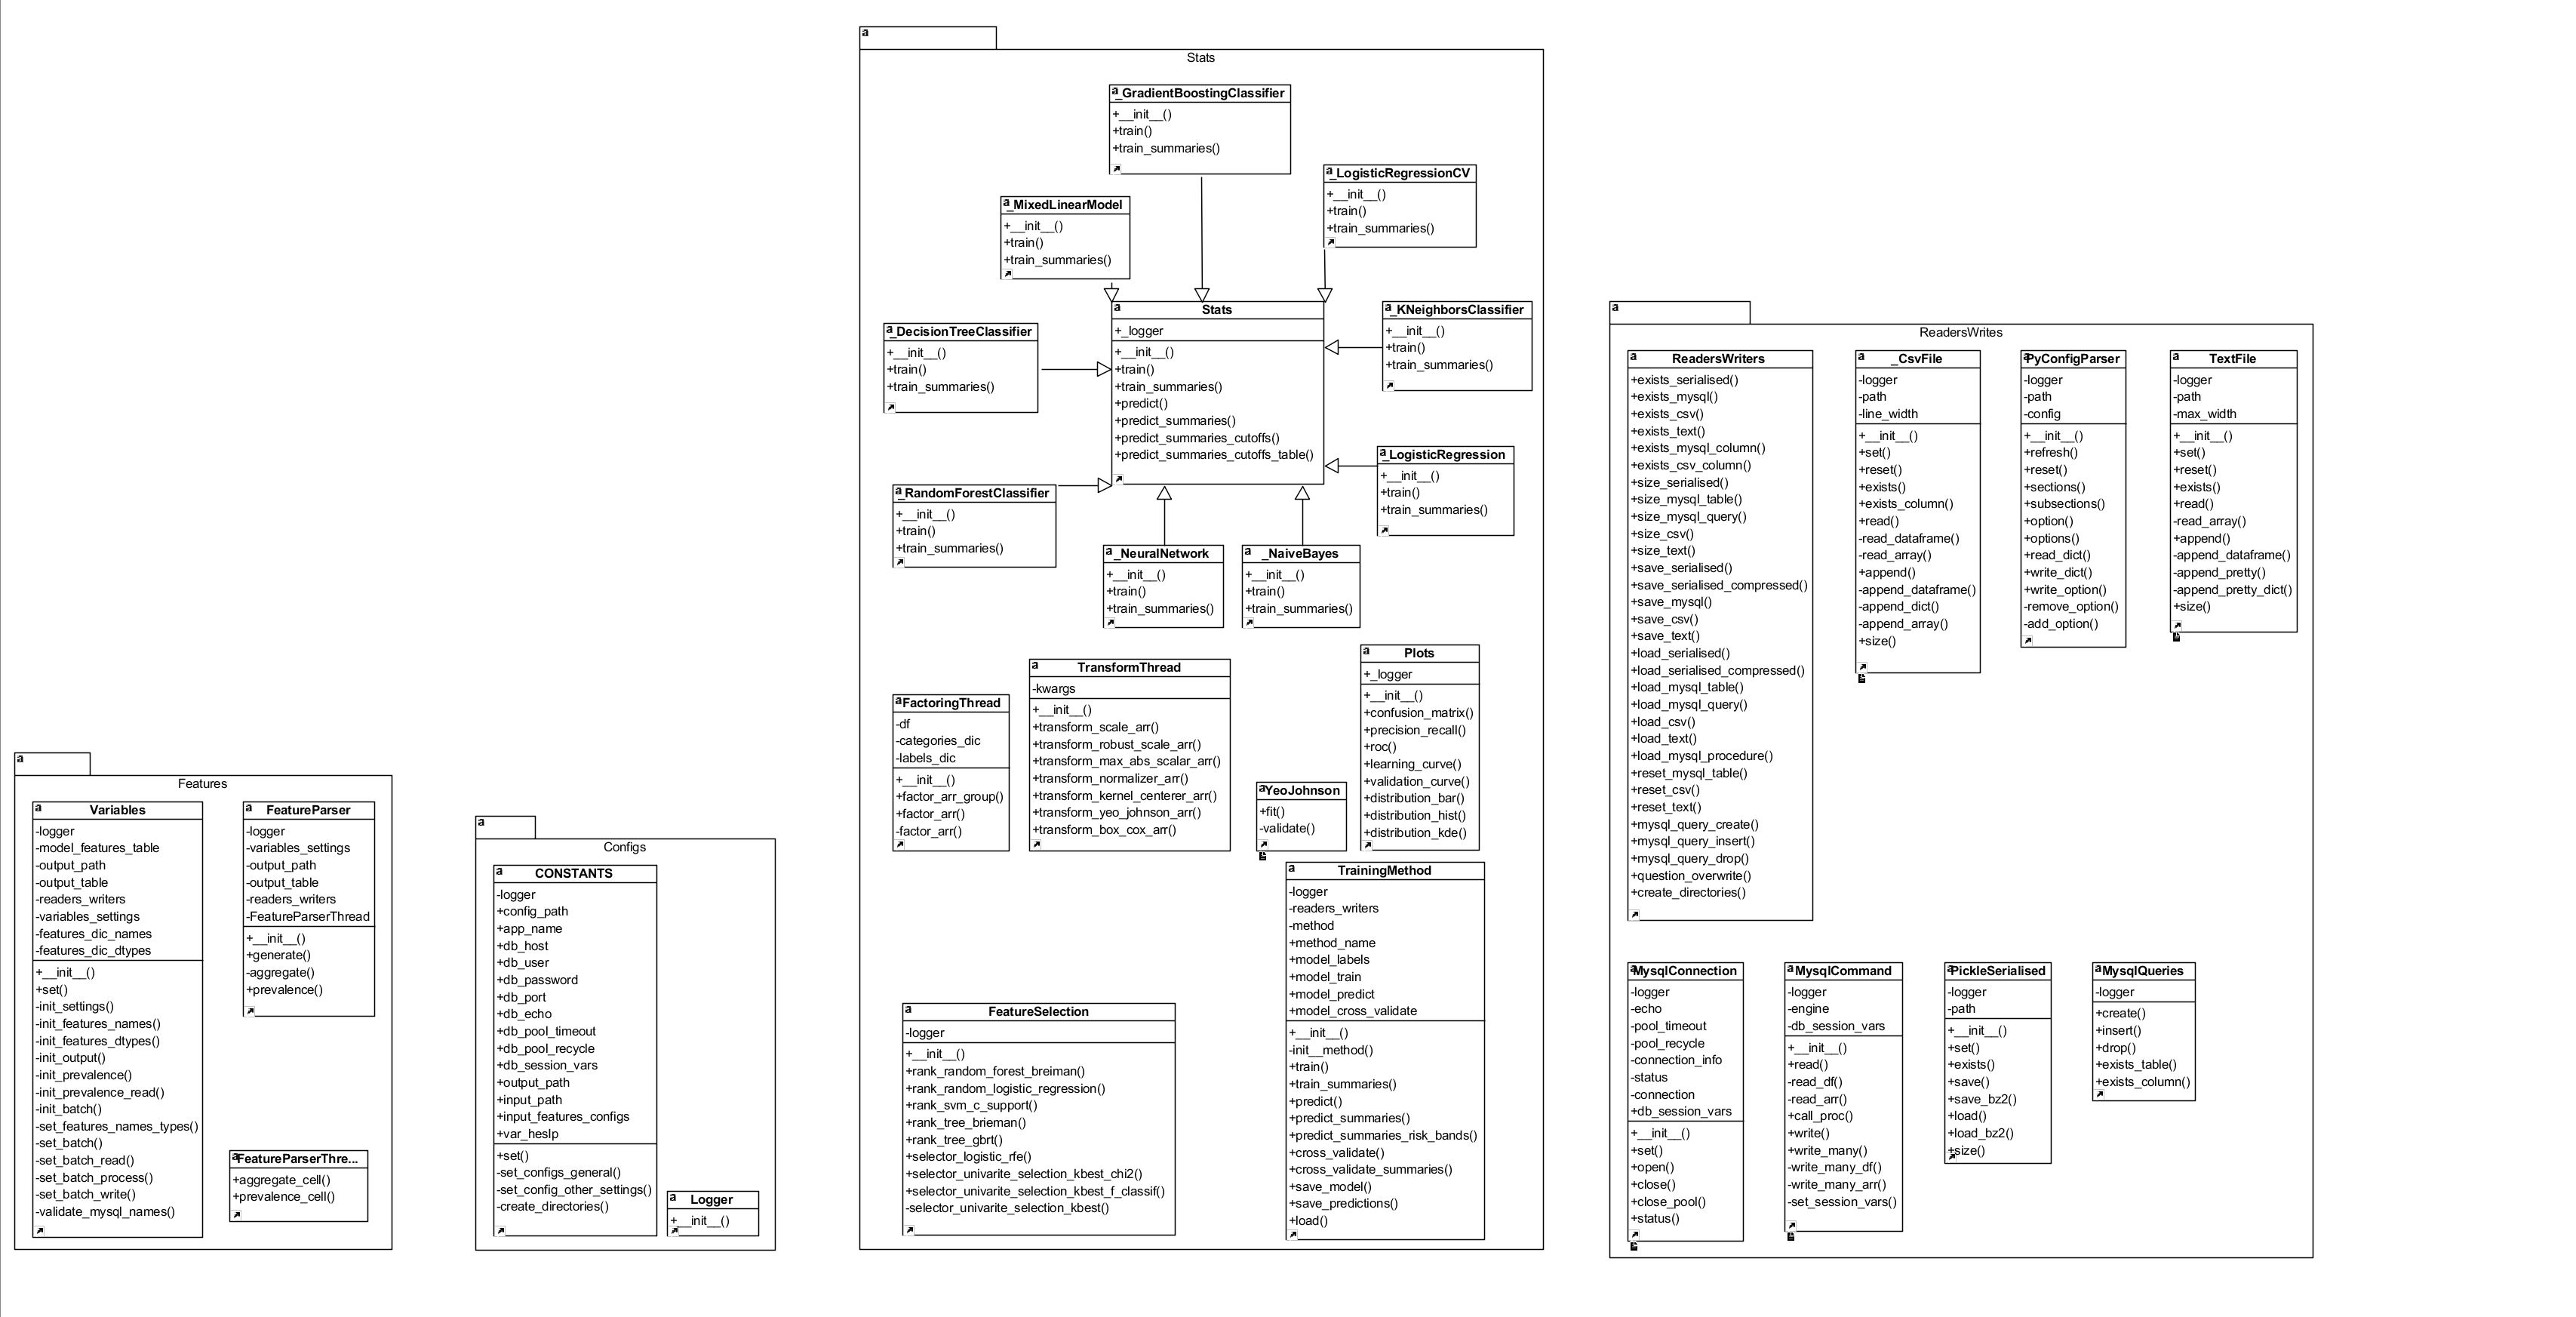 a
Stats
a
_GradientBoostingClassifier
+__init__()
+train()
+train_summaries()
a
_LogisticRegressionCV
+__init__()
+train()
+train_summaries()
a
_MixedLinearModel
+__init__()
+train()
+train_summaries()
a
Stats
+_logger
+__init__()
+train()
+train_summaries()
+predict()
+predict_summaries()
+predict_summaries_cutoffs()
+predict_summaries_cutoffs_table()
a
_KNeighborsClassifier
+__init__()
+train()
+train_summaries()
a
_DecisionTreeClassifier
+__init__()
+train()
+train_summaries()
a
_LogisticRegression
+__init__()
+train()
+train_summaries()
a
_RandomForestClassifier
+__init__()
+train()
+train_summaries()
a
_NeuralNetwork
+__init__()
+train()
+train_summaries()
a
_NaiveBayes
+__init__()
+train()
+train_summaries()
a
FactoringThread
-df
-categories_dic
-labels_dic
+__init__()
+factor_arr_group()
+factor_arr()
-factor_arr()
a
TransformThread
-kwargs
+__init__()
+transform_scale_arr()
+transform_robust_scale_arr()
+transform_max_abs_scalar_arr()
+transform_normalizer_arr()
+transform_kernel_centerer_arr()
+transform_yeo_johnson_arr()
+transform_box_cox_arr()
a
YeoJohnson
+fit()
-validate()
a
Plots
+_logger
+__init__()
+confusion_matrix()
+precision_recall()
+roc()
+learning_curve()
+validation_curve()
+distribution_bar()
+distribution_hist()
+distribution_kde()
a
FeatureSelection
-logger
+__init__()
+rank_random_forest_breiman()
+rank_random_logistic_regression()
+rank_svm_c_support()
+rank_tree_brieman()
+rank_tree_gbrt()
+selector_logistic_rfe()
+selector_univarite_selection_kbest_chi2()
+selector_univarite_selection_kbest_f_classif()
-selector_univarite_selection_kbest()
a
TrainingMethod
-logger
-readers_writers
-method
+method_name
+model_labels
+model_train
+model_predict
+model_cross_validate
+__init__()
-init__method()
+train()
+train_summaries()
+predict()
+predict_summaries()
+predict_summaries_risk_bands()
+cross_validate()
+cross_validate_summaries()
+save_model()
+save_predictions()
+load()
a
Features
a
Variables
-logger
-model_features_table
-output_path
-output_table
-readers_writers
-variables_settings
-features_dic_names
-features_dic_dtypes
+__init__()
+set()
-init_settings()
-init_features_names()
-init_features_dtypes()
-init_output()
-init_prevalence()
-init_prevalence_read()
-init_batch()
-set_features_names_types()
-set_batch()
-set_batch_read()
-set_batch_process()
-set_batch_write()
-validate_mysql_names()
a
FeatureParser
-logger
-variables_settings
-output_path
-output_table
-readers_writers
-FeatureParserThread
+__init__()
+generate()
-aggregate()
+prevalence()
a
FeatureParserThre...
+aggregate_cell()
+prevalence_cell()
a
Configs
a
CONSTANTS
-logger
+config_path
+app_name
+db_host
+db_user
+db_password
+db_port
+db_echo
+db_pool_timeout
+db_pool_recycle
+db_session_vars
+output_path
+input_path
+input_features_configs
+var_heslp
+set()
-set_configs_general()
-set_config_other_settings()
-create_directories()
a
Logger
+__init__()
a
ReadersWrites
a
ReadersWriters
+exists_serialised()
+exists_mysql()
+exists_csv()
+exists_text()
+exists_mysql_column()
+exists_csv_column()
+size_serialised()
+size_mysql_table()
+size_mysql_query()
+size_csv()
+size_text()
+save_serialised()
+save_serialised_compressed()
+save_mysql()
+save_csv()
+save_text()
+load_serialised()
+load_serialised_compressed()
+load_mysql_table()
+load_mysql_query()
+load_csv()
+load_text()
+load_mysql_procedure()
+reset_mysql_table()
+reset_csv()
+reset_text()
+mysql_query_create()
+mysql_query_insert()
+mysql_query_drop()
+question_overwrite()
+create_directories()
a
_CsvFile
-logger
-path
-line_width
+__init__()
+set()
+reset()
+exists()
+exists_column()
+read()
-read_dataframe()
-read_array()
+append()
-append_dataframe()
-append_dict()
-append_array()
+size()
a
PyConfigParser
-logger
-path
-config
+__init__()
+refresh()
+reset()
+sections()
+subsections()
+option()
+options()
+read_dict()
+write_dict()
+write_option()
-remove_option()
-add_option()
a
TextFile
-logger
-path
-max_width
+__init__()
+set()
+reset()
+exists()
+read()
-read_array()
+append()
-append_dataframe()
-append_pretty()
-append_pretty_dict()
+size()
a
MysqlConnection
-logger
-echo
-pool_timeout
-pool_recycle
-connection_info
-status
-connection
+db_session_vars
+__init__()
+set()
+open()
+close()
+close_pool()
+status()
a
MysqlCommand
-logger
-engine
-db_session_vars
+__init__()
+read()
-read_df()
-read_arr()
+call_proc()
+write()
+write_many()
-write_many_df()
-write_many_arr()
-set_session_vars()
a
PickleSerialised
-logger
-path
+__init__()
+set()
+exists()
+save()
+save_bz2()
+load()
+load_bz2()
+size()
a
MysqlQueries
-logger
+create()
+insert()
+drop()
+exists_table()
+exists_column()